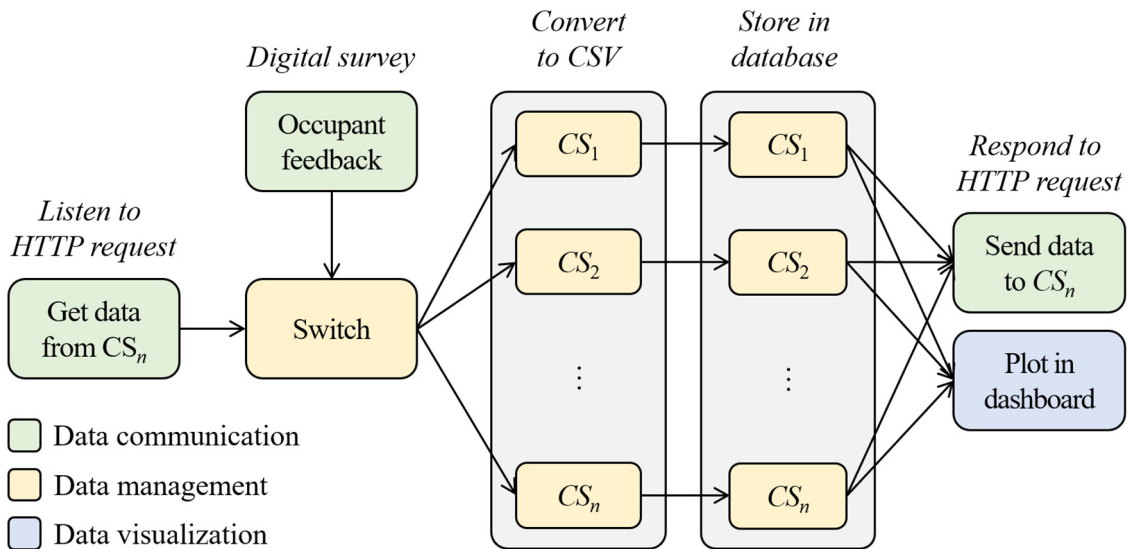 Listen to
HTTP request
Get data
from CSₙ
Digital survey
Occupant
feedback
Switch
Convert
to CSV
CS₁
CS₂
⋮
CSₙ
Store in
database
CS₁
CS₂
⋮
CSₙ
Respond to
HTTP request
Send data
to CSₙ
Plot in
dashboard
Data communication
Data management
Data visualization